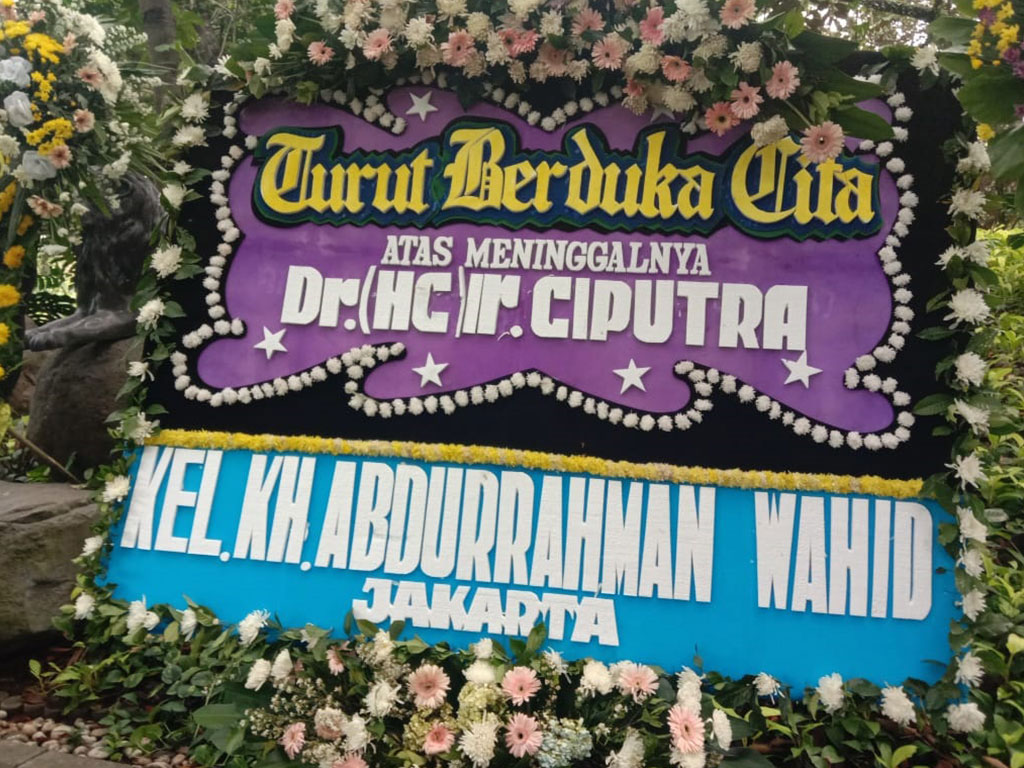 Turut Berduka Cita
ATAS MENINGGALNYA
Dr.(HC)Ir.CIPUTRA
KEL.KH.ABDURRAHMAN WAHID
JAKARTA